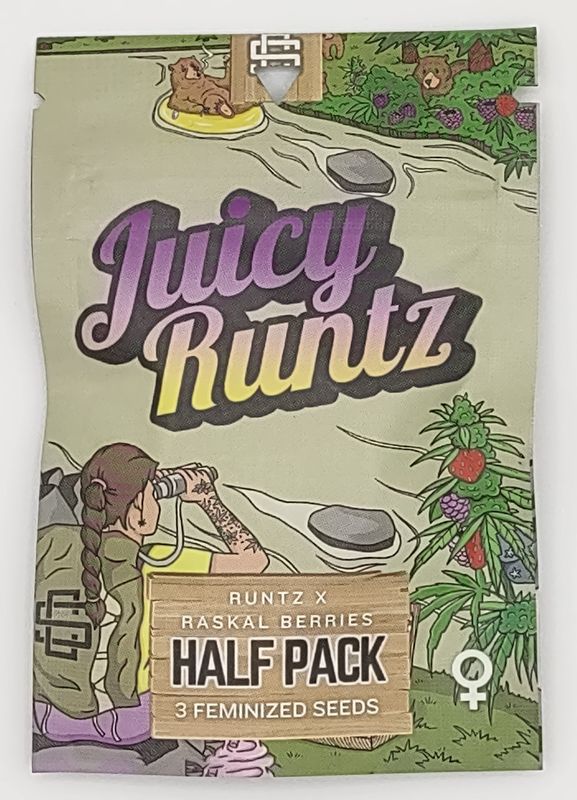 Juicy
Runtz
RUNTZ X
RASKAL BERRIES
HALF PACK
3 FEMINIZED SEEDS